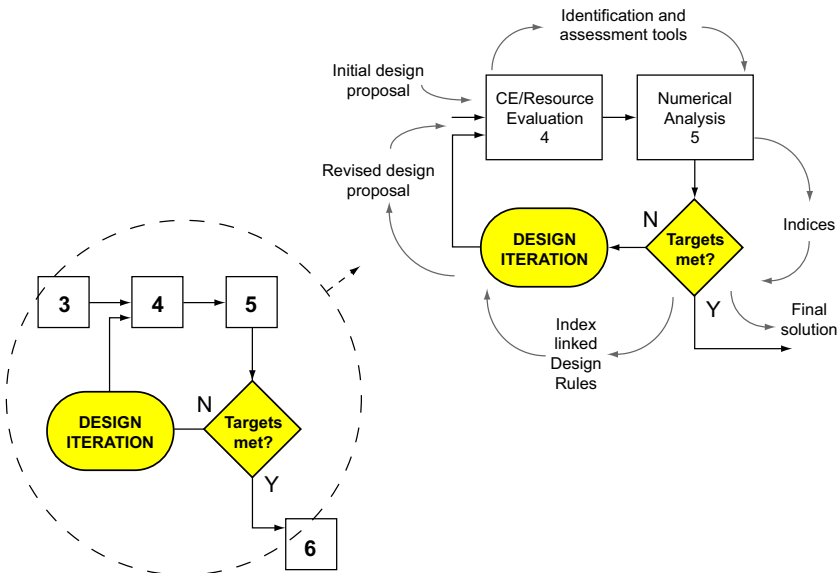 Identification and
assessment tools
Initial design
proposal
CE/Resource
Evaluation
4
Numerical
Analysis
5
Revised design
proposal
N
Targets
met?
DESIGN
ITERATION
Indices
Y
Final
solution
Index
linked
Design
Rules
3
4
5
DESIGN
ITERATION
N
Targets
met?
Y
6